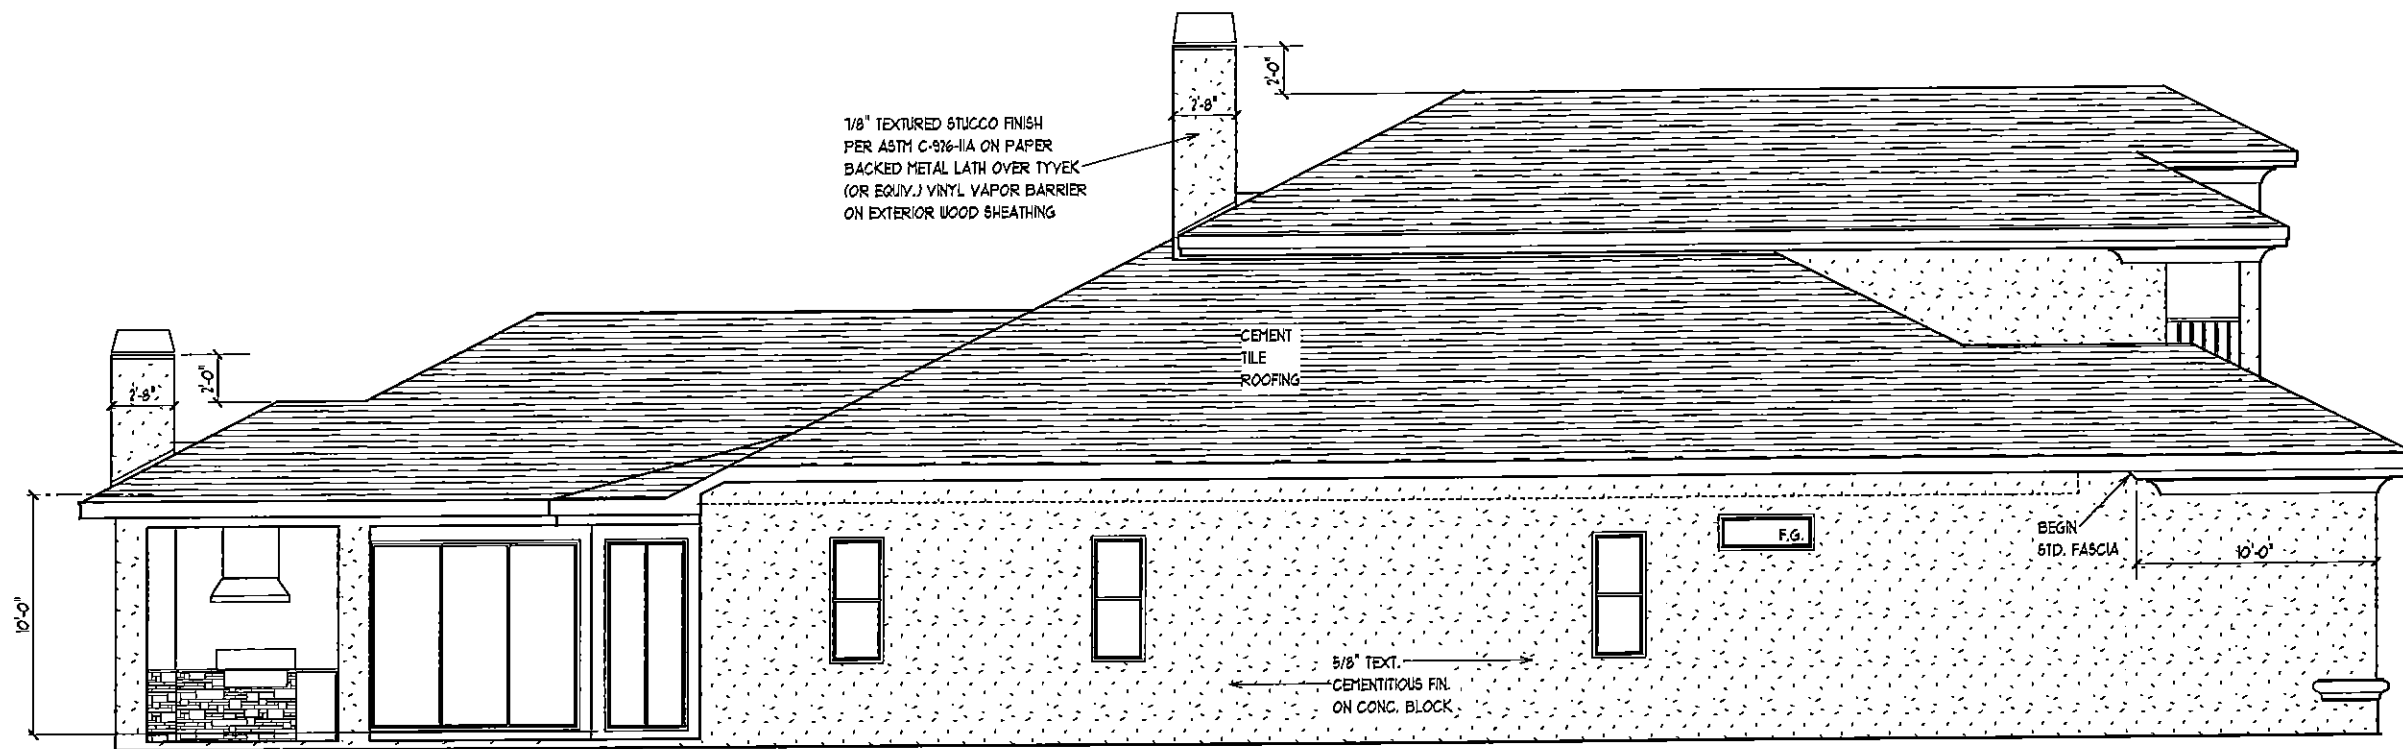 2'-0"
2'-8"
7/8" TEXTURED STUCCO FINISH
PER ASTM C-926-11A ON PAPER
BACKED METAL LATH OVER TYVEK
(OR EQUIV.) VINYL VAPOR BARRIER
ON EXTERIOR WOOD SHEATHING
CEMENT
TILE
ROOFING
2'-0"
2'-8"
BEGIN
STD. FASCIA
F.G.
10'-0"
10'-0"
5/8" TEXT.
CEMENTITIOUS FIN.
ON CONC. BLOCK